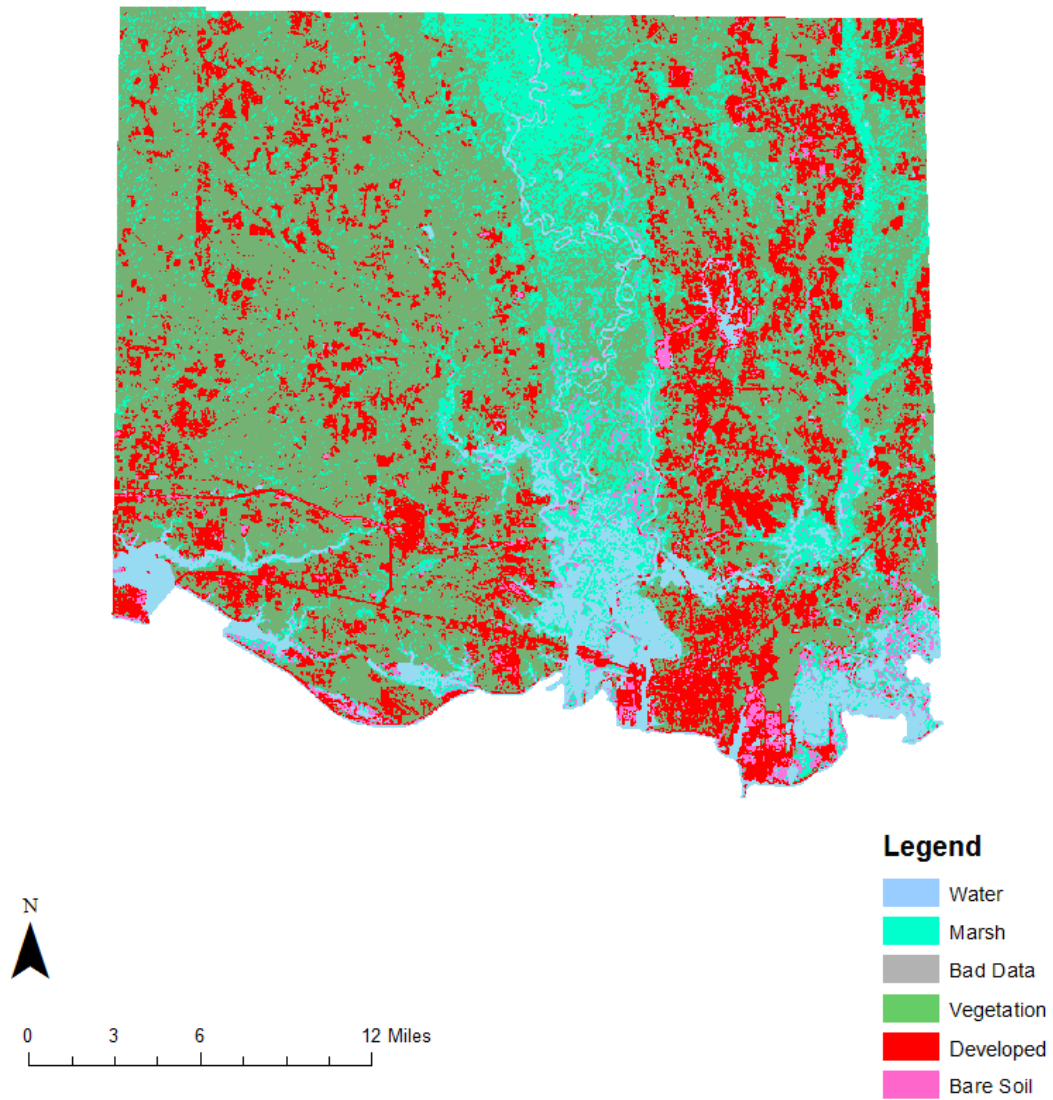 Legend
Water
Marsh
Bad Data
Vegetation
Developed
Bare Soil
N
0 3 6 12 Miles